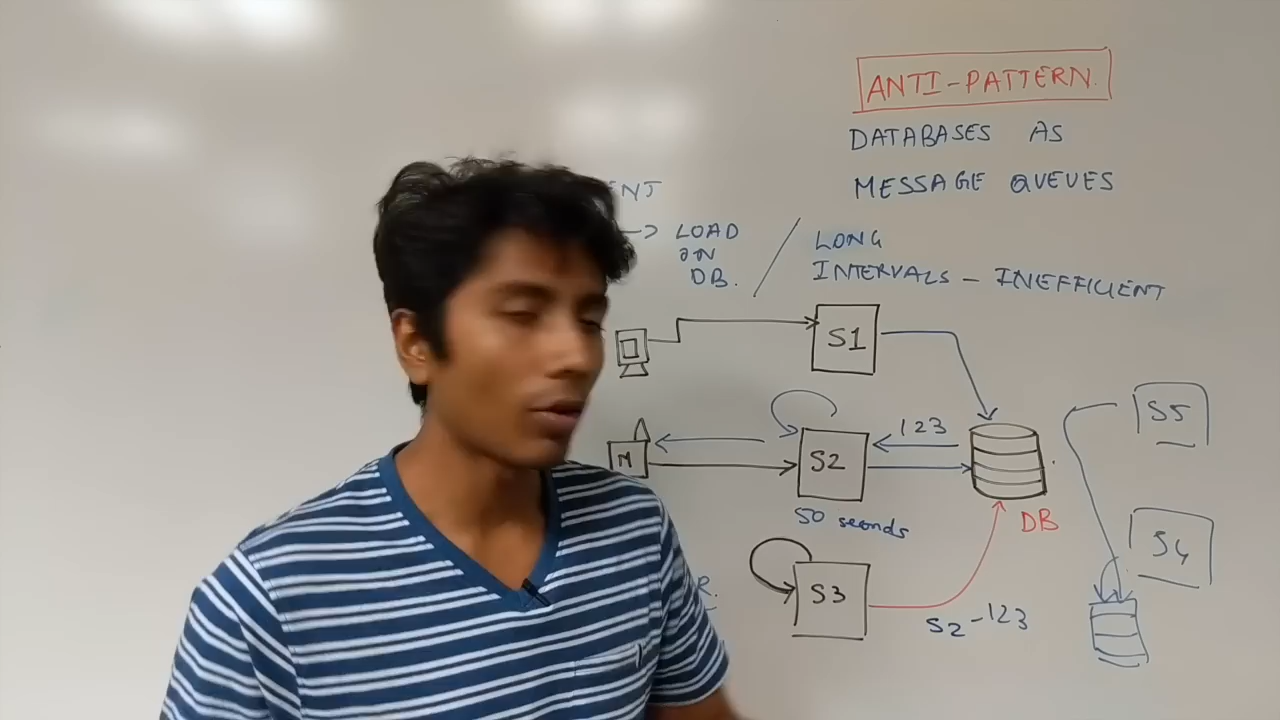 ANTI-PATTERN.
DATABASES AS
MESSAGE QUEUES
→ LOAD
ON
DB.
/ LONG
INTERVALS - INEFFICIENT
S1
S5
123
M
S2
50 seconds
DB
S4
S3
S2-123